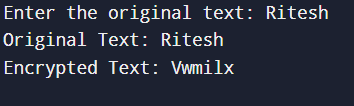 Enter the original text: Ritesh
Original Text: Ritesh
Encrypted Text: Vwmilx